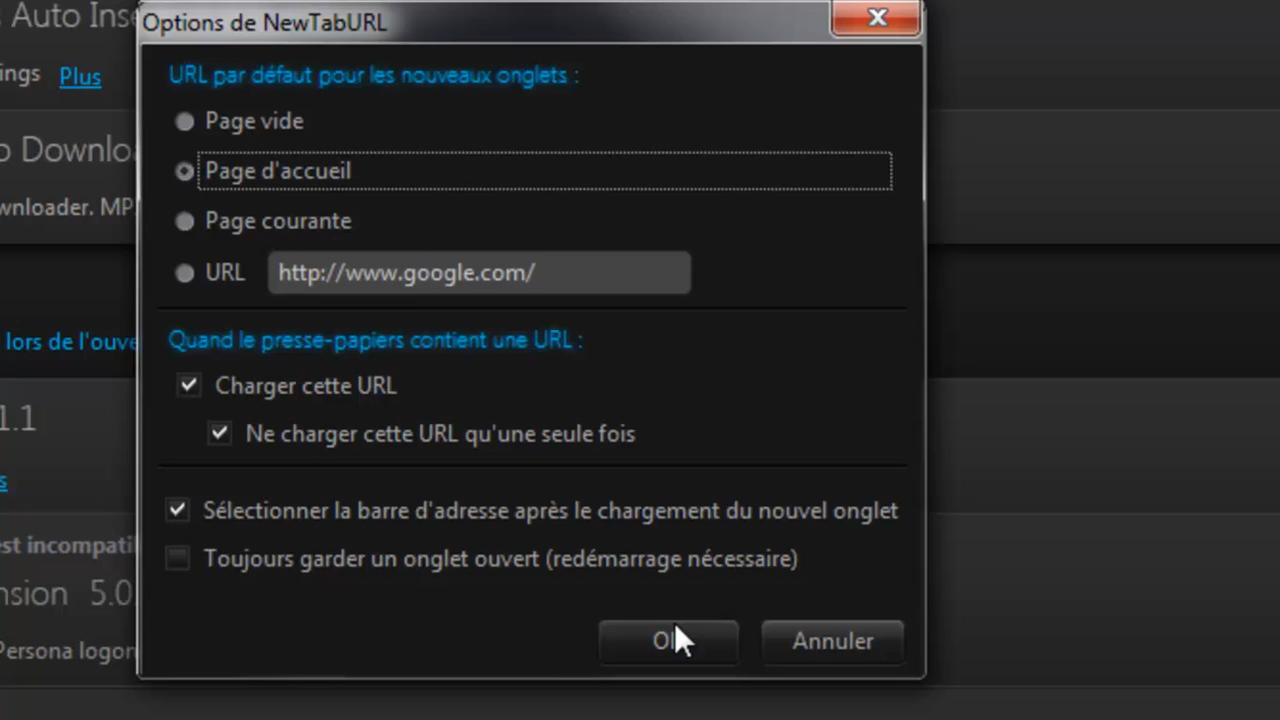 Auto Inse
Options de NewTabURL
ings Plus
URL par défaut pour les nouveaux onglets :
Page vide
Downloa
Page d'accueil
wnloader. MP
Page courante
URL http://www.google.com/
lors de l'ouve
Quand le presse-papiers contient une URL :
Charger cette URL
1.1
Ne charger cette URL qu'une seule fois
s
Sélectionner la barre d'adresse après le chargement du nouvel onglet
est incompati
Toujours garder un onglet ouvert (redémarrage nécessaire)
nsion 5.0
Persona logon
Annuler